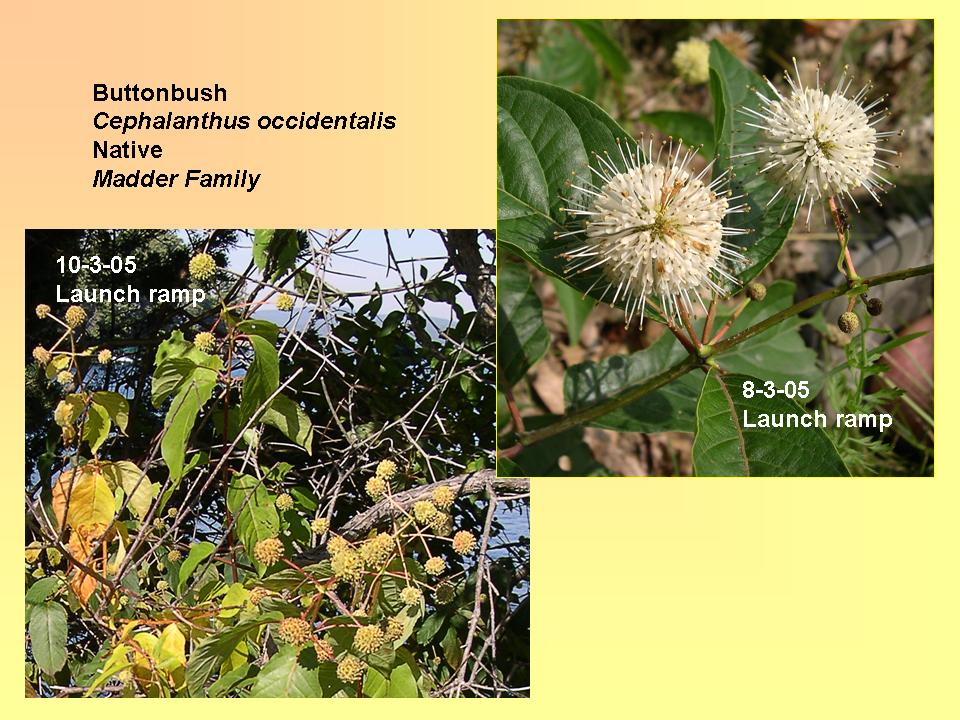 Buttonbush
Cephalanthus occidentalis
Native
Madder Family
10-3-05
Launch ramp
8-3-05
Launch ramp